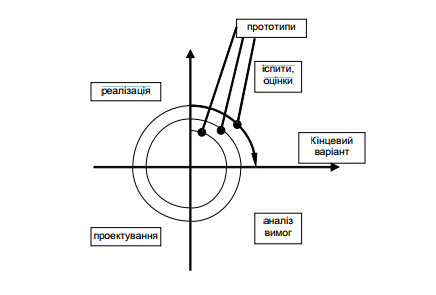 прототипи
іспити,
оцінки
реалізація
Кінцевий
варіант
проектування
аналіз
вимог